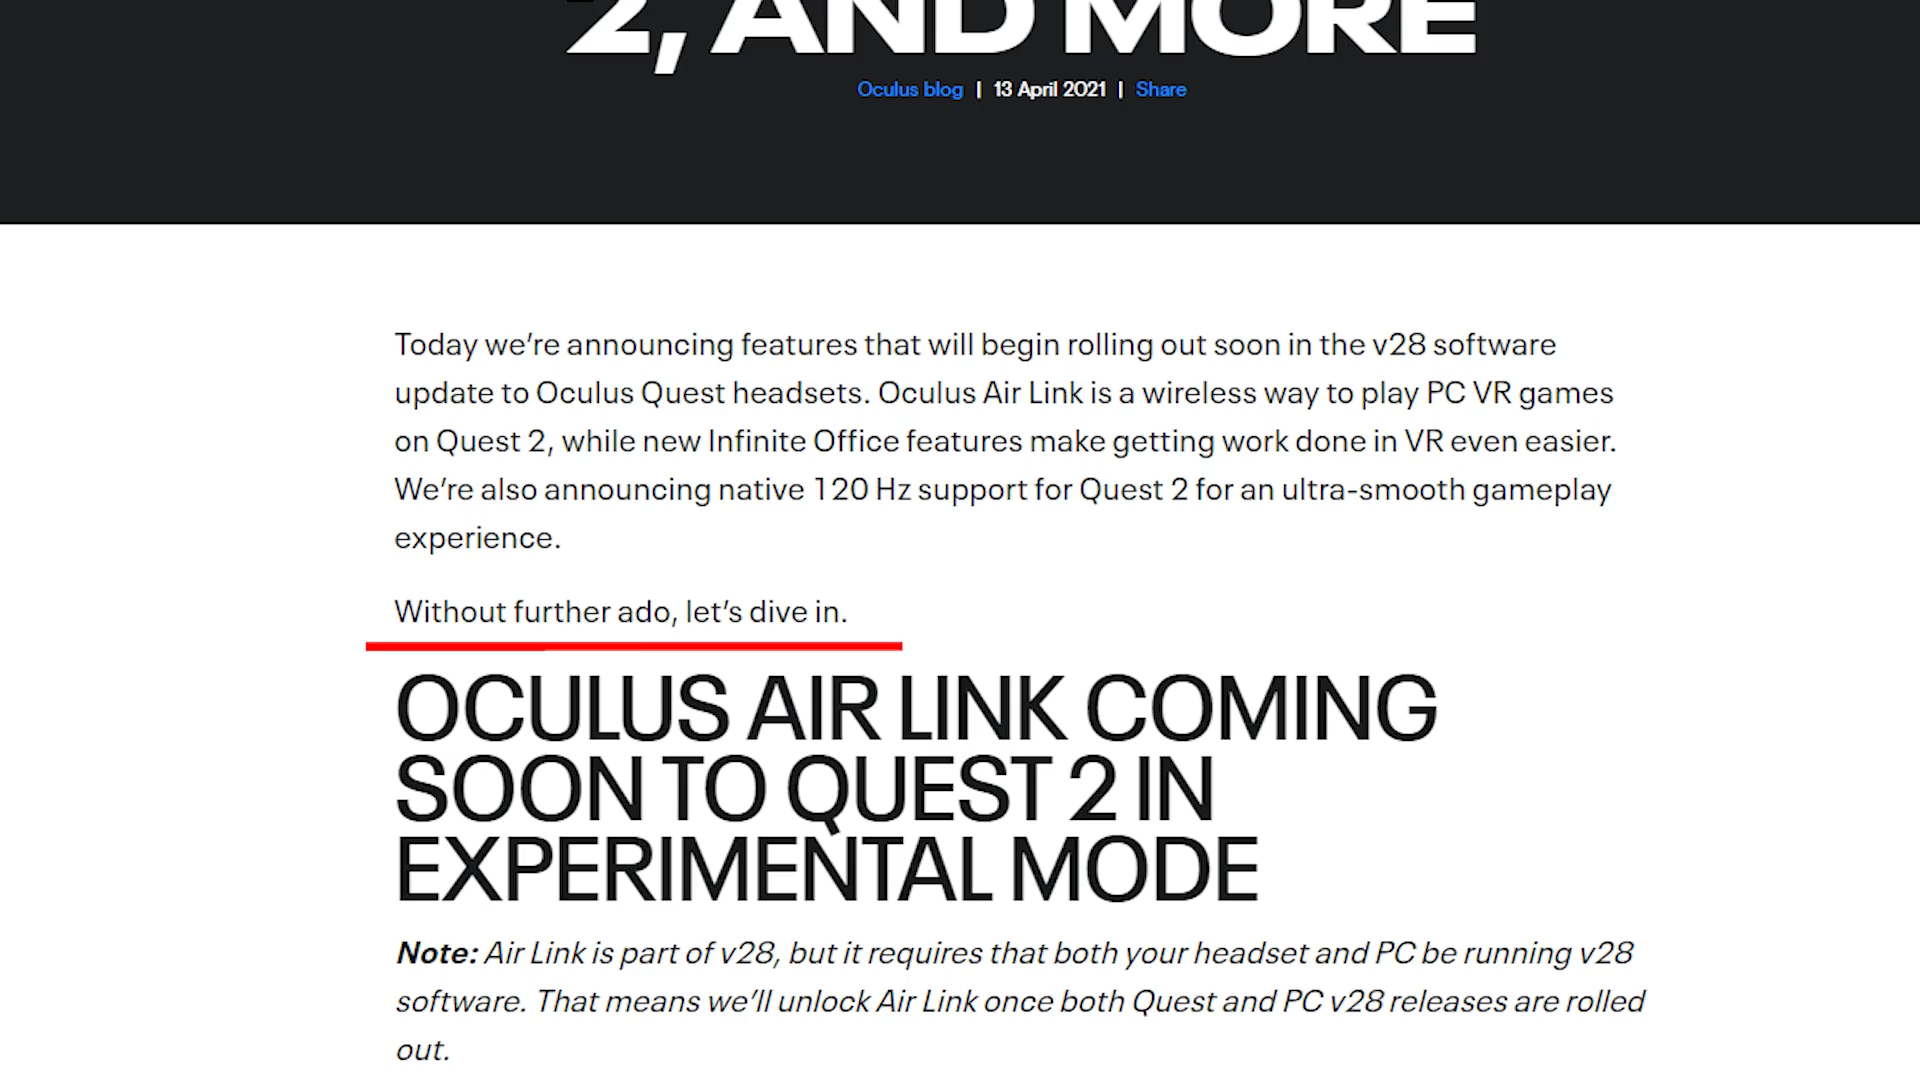 2, AND MORE
Oculus blog | 13 April 2021 | Share
Today we’re announcing features that will begin rolling out soon in the v28 software
update to Oculus Quest headsets. Oculus Air Link is a wireless way to play PC VR games
on Quest 2, while new Infinite Office features make getting work done in VR even easier.
We’re also announcing native 120 Hz support for Quest 2 for an ultra-smooth gameplay
experience.
Without further ado, let’s dive in.
OCULUS AIR LINK COMING
SOON TO QUEST 2 IN
EXPERIMENTAL MODE
Note: Air Link is part of v28, but it requires that both your headset and PC be running v28
software. That means we’ll unlock Air Link once both Quest and PC v28 releases are rolled
out.